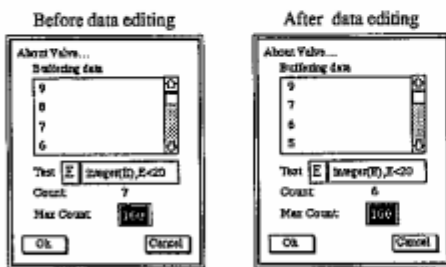 Before data editing
About Valve...
Buffering data
9
8
7
6
Test E integer(E),E<20
Count 7
Max Count 100
Ok Cancel
After data editing
About Valve....
Buffering data
9
7
6
5
Test E integer(E),E<20
Count 6
Max Count 100
Ok Cancel